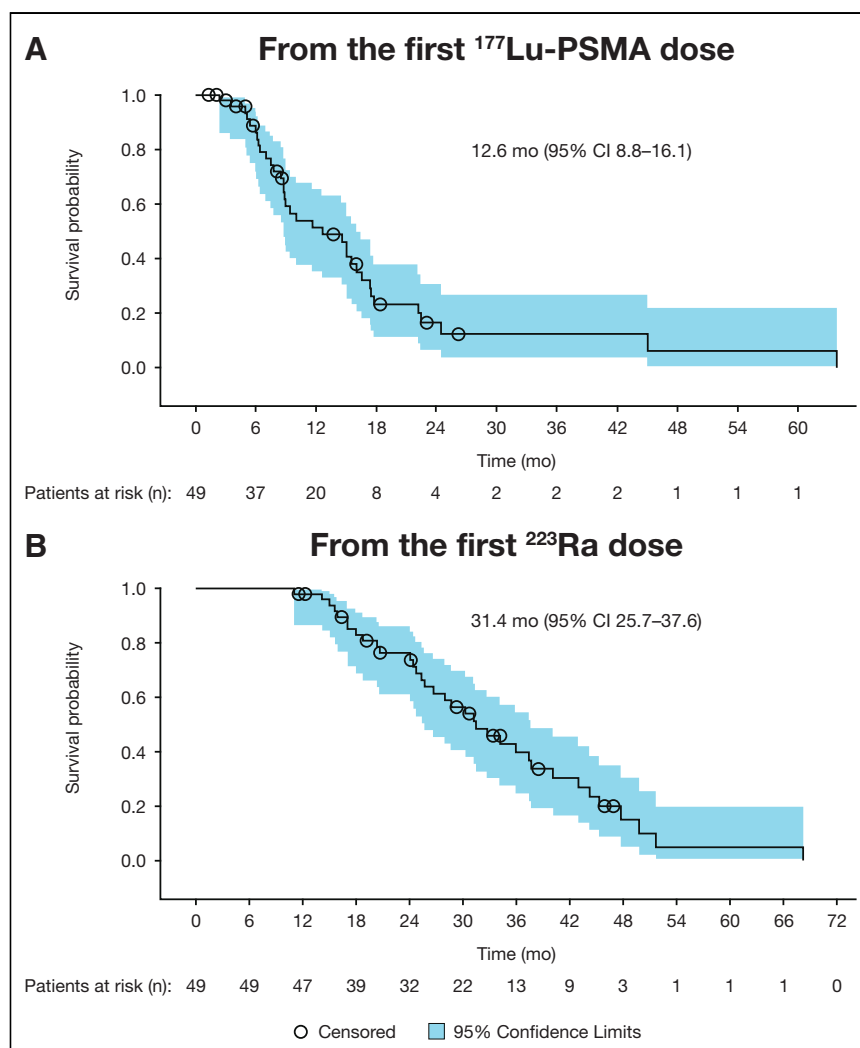 A From the first ¹⁷⁷Lu-PSMA dose
12.6 mo (95% CI 8.8–16.1)
Survival probability
1.0
0.8
0.6
0.4
0.2
0.0
0 6 12 18 24 30 36 42 48 54 60
Time (mo)
Patients at risk (n): 49 37 20 8 4 2 2 2 1 1 1
B From the first ²²³Ra dose
31.4 mo (95% CI 25.7–37.6)
Survival probability
1.0
0.8
0.6
0.4
0.2
0.0
0 6 12 18 24 30 36 42 48 54 60 66 72
Time (mo)
Patients at risk (n): 49 49 47 39 32 22 13 9 3 1 1 1 0
Censored 95% Confidence Limits